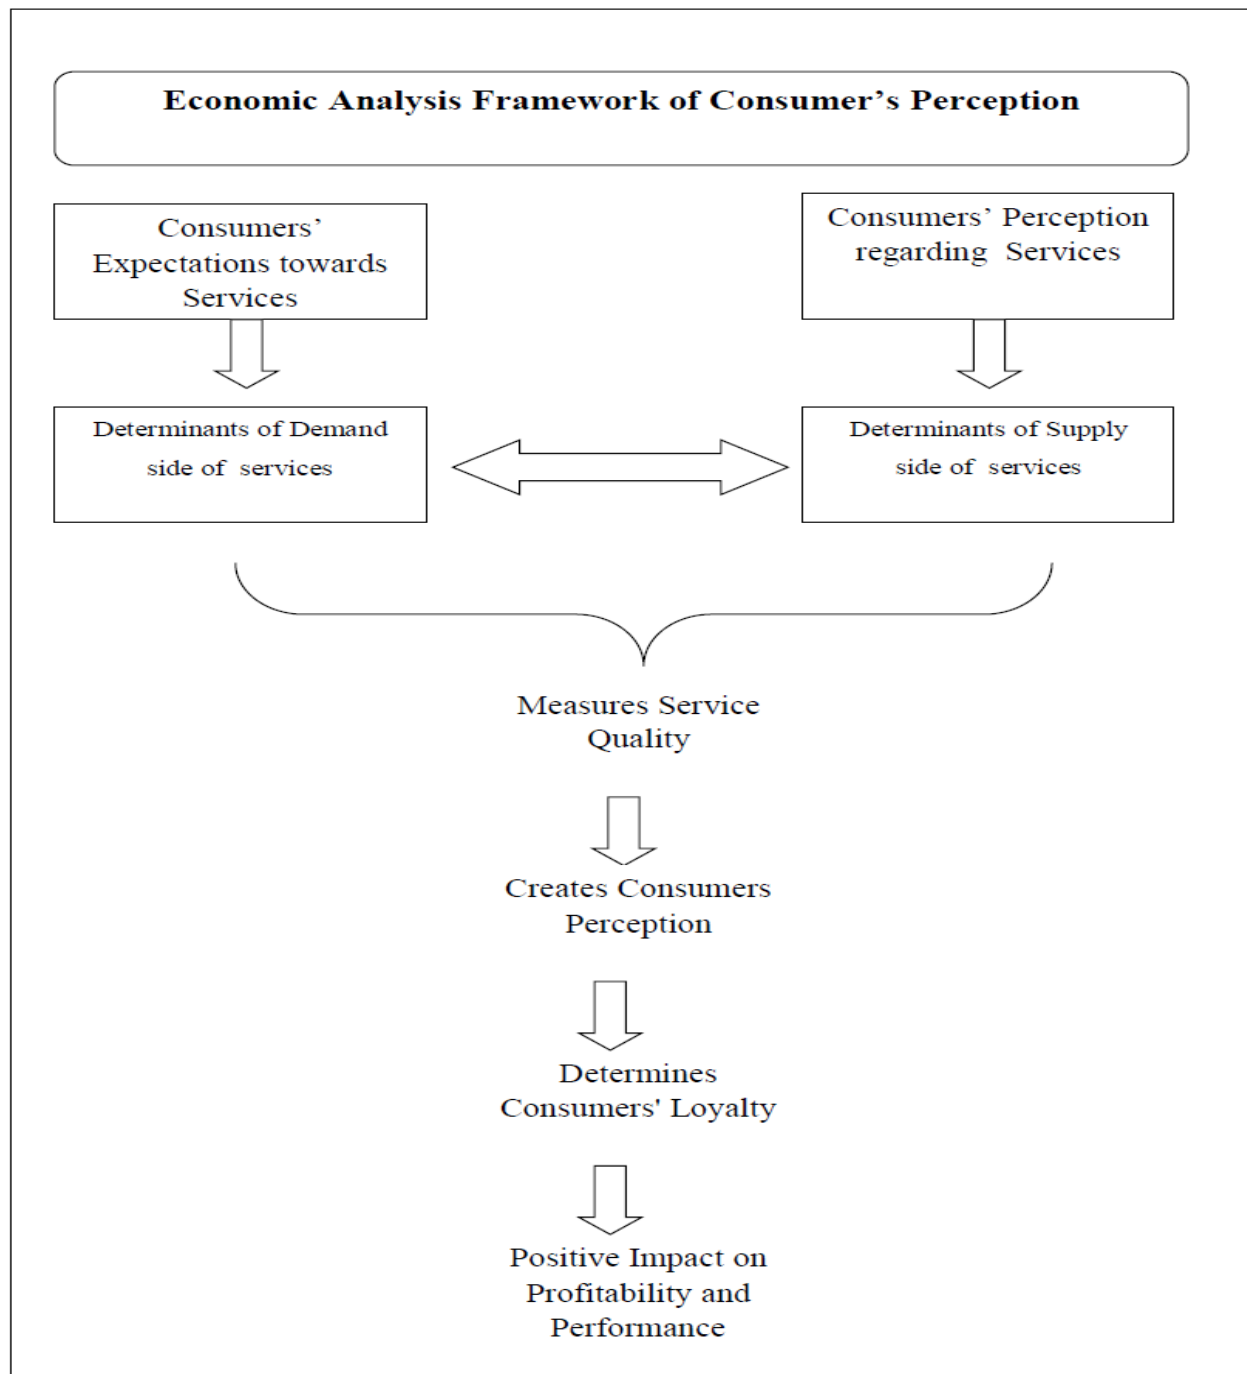 Economic Analysis Framework of Consumer's Perception
Consumers'
Expectations towards
Services
Consumers' Perception
regarding Services
Determinants of Demand
side of services
Determinants of Supply
side of services
Measures Service
Quality
Creates Consumers
Perception
Determines
Consumers' Loyalty
Positive Impact on
Profitability and
Performance